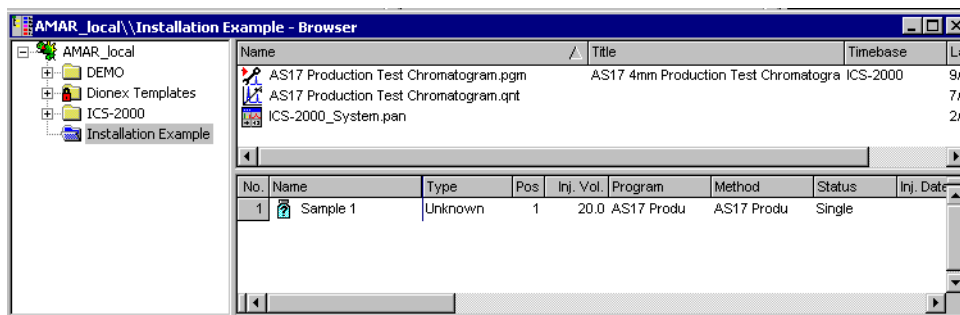 AMAR_local\\Installation Example - Browser
AMAR_local
DEMO
Dionex Templates
ICS-2000
Installation Example
Name Title Timebase
AS17 Production Test Chromatogram.pgm AS17 4mm Production Test Chromatogra ICS-2000 9/
AS17 Production Test Chromatogram.qnt 7/
ICS-2000_System.pan 2/
No. Name Type Pos Inj. Vol. Program Method Status Inj. Date
1 Sample 1 Unknown 1 20.0 AS17 Produ AS17 Produ Single